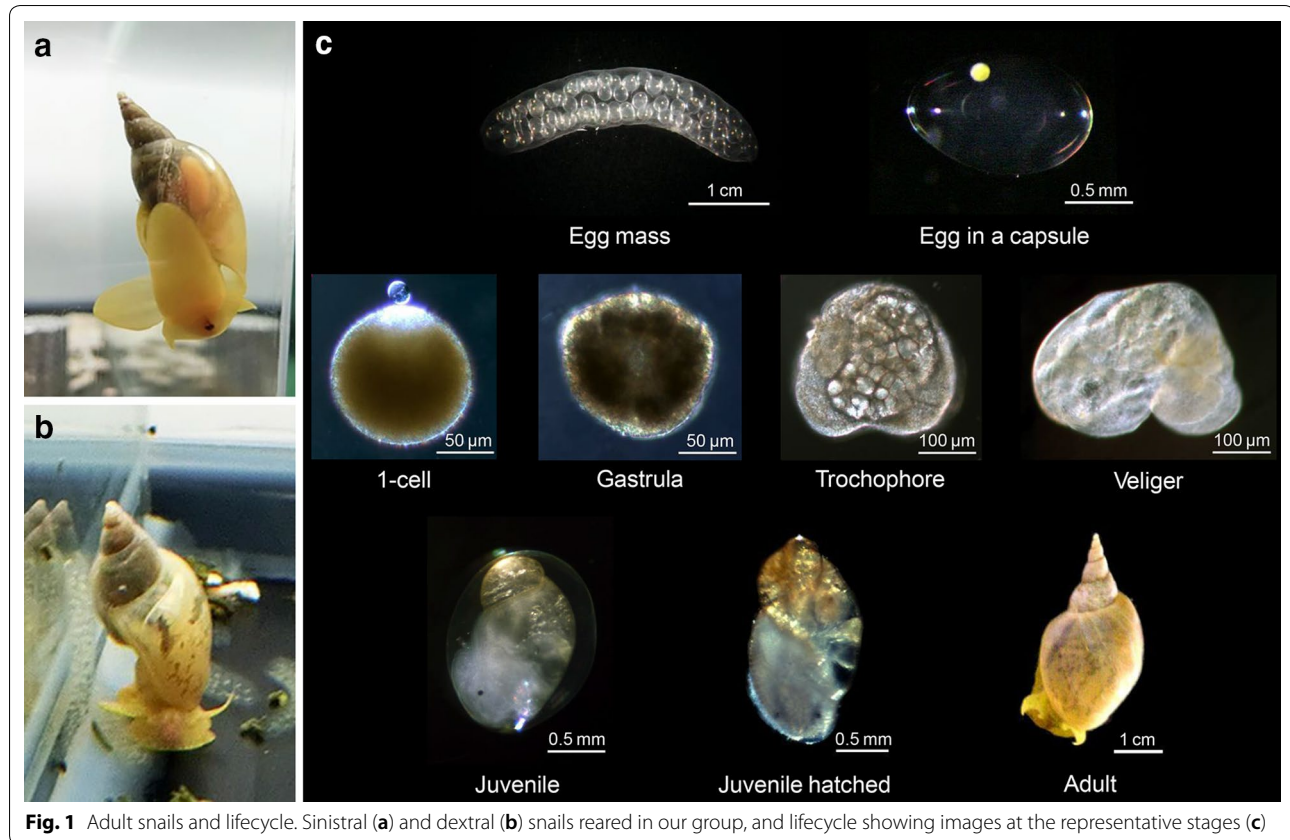 a
b
c
1 cm
0.5 mm
Egg mass
Egg in a capsule
50 µm
50 µm
100 µm
100 µm
1-cell
Gastrula
Trochophore
Veliger
0.5 mm
0.5 mm
1 cm
Juvenile
Juvenile hatched
Adult
Fig. 1 Adult snails and lifecycle. Sinistral (a) and dextral (b) snails reared in our group, and lifecycle showing images at the representative stages (c)